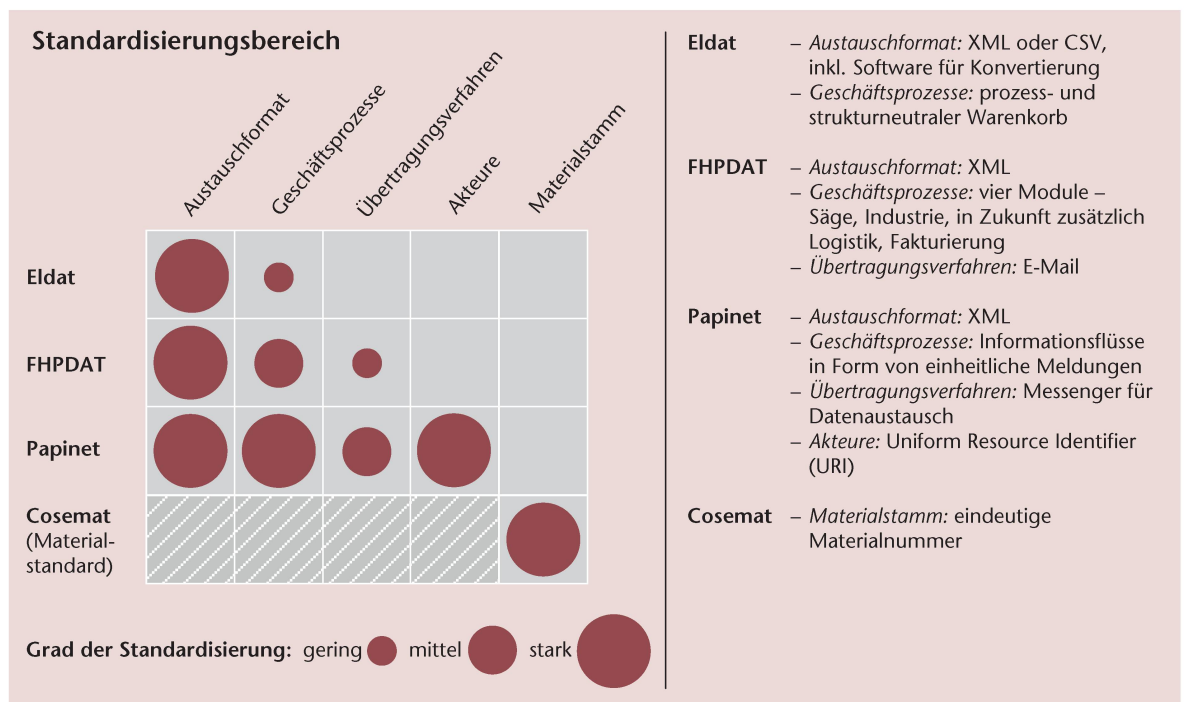 Standardisierungsbereich
Austauschformat
Geschäftsprozesse
Übertragungsverfahren
Akteure
Materialstamm
Eldat
FHPDAT
Papinet
Cosemat
(Material-
standard)
Grad der Standardisierung: gering mittel stark
Eldat – Austauschformat: XML oder CSV,
inkl. Software für Konvertierung
– Geschäftsprozesse: prozess- und
strukturneutraler Warenkorb
FHPDAT – Austauschformat: XML
– Geschäftsprozesse: vier Module –
Säge, Industrie, in Zukunft zusätzlich
Logistik, Fakturierung
– Übertragungsverfahren: E-Mail
Papinet – Austauschformat: XML
– Geschäftsprozesse: Informationsflüsse
in Form von einheitliche Meldungen
– Übertragungsverfahren: Messenger für
Datenaustausch
– Akteure: Uniform Resource Identifier
(URI)
Cosemat – Materialstamm: eindeutige
Materialnummer